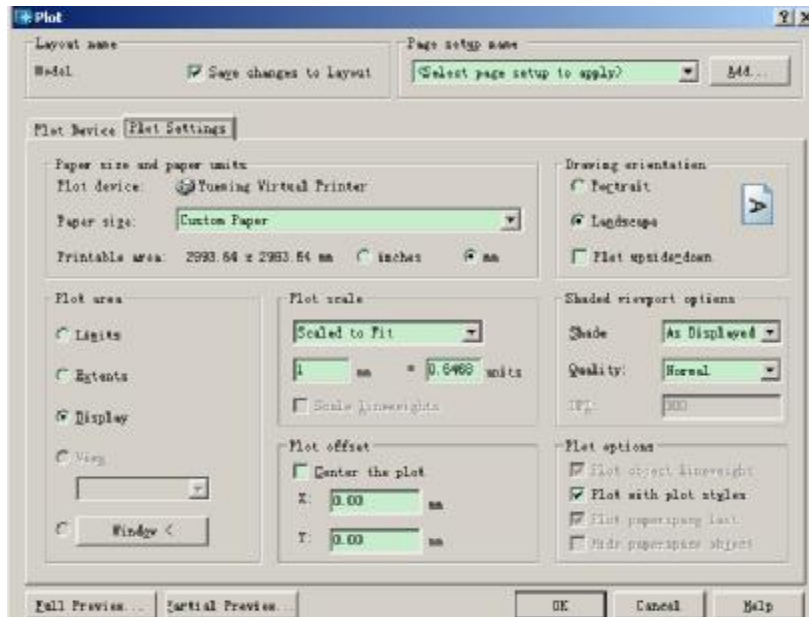 Plot
Layout name
Page setup name
Model
Save changes to Layout
<Select page setup to apply>
Add...
Plot Device
Plot Settings
Paper size and paper units
Plot device:
Yueming Virtual Printer
Paper size:
Custom Paper
Printable area:
2993.64 x 2983.64 mm
inches
mm
Drawing orientation
Portrait
Landscape
A
Plot upside-down
Plot area
Limits
Extents
Display
View
Window <
Plot scale
Scaled to Fit
1
mm
=
0.6468
units
Scale lineweights
Plot offset
Center the plot
X:
0.00
mm
Y:
0.00
mm
Shaded viewport options
Shade
As Displayed
Quality:
Normal
DPI:
300
Plot options
Plot object lineweight
Plot with plot styles
Plot paperspace last
Hide paperspace object
Full Preview...
Partial Preview...
OK
Cancel
Help